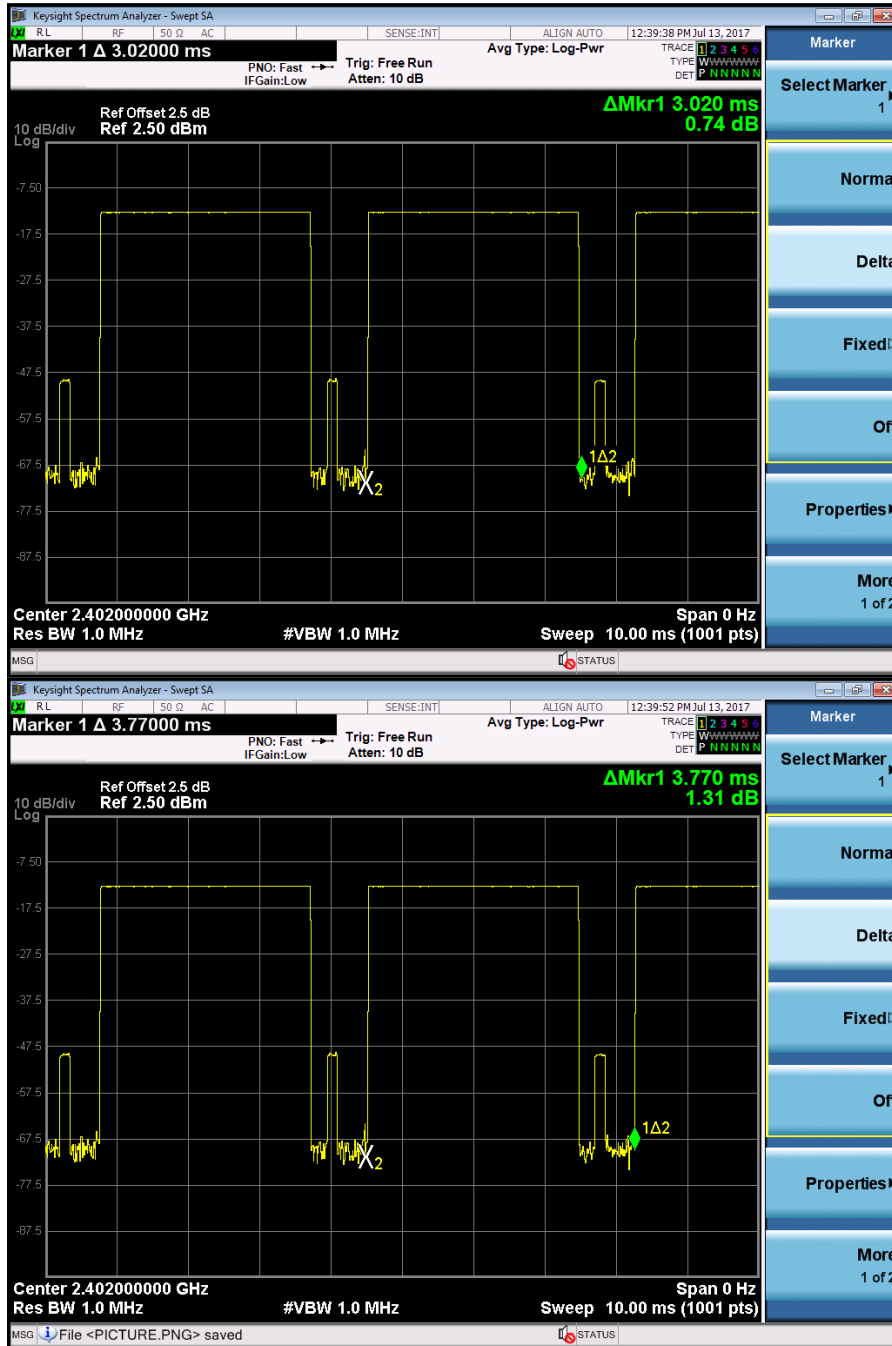 Keysight Spectrum Analyzer - Swept SA
LXI RL RF 50 Ω AC SENSE:INT ALIGN AUTO 12:39:38 PM Jul 13, 2017
Marker 1 Δ 3.02000 ms
PNO: Fast
IFGain:Low
Trig: Free Run
Atten: 10 dB
Avg Type: Log-Pwr
TRACE 1 2 3 4 5 6
TYPE WWWWWW
DET P N N N N N
ΔMkr1 3.020 ms
0.74 dB
Ref Offset 2.5 dB
10 dB/div Ref 2.50 dBm
Log
-7.50
-17.5
-27.5
-37.5
-47.5
-57.5
-67.5
-77.5
-87.5
1Δ2
X2
Center 2.402000000 GHz Span 0 Hz
Res BW 1.0 MHz #VBW 1.0 MHz Sweep 10.00 ms (1001 pts)
MSG STATUS
Marker
Select Marker
1
Norma
Delta
Fixed
Of
Properties
More
1 of 2
Keysight Spectrum Analyzer - Swept SA
LXI RL RF 50 Ω AC SENSE:INT ALIGN AUTO 12:39:52 PM Jul 13, 2017
Marker 1 Δ 3.77000 ms
PNO: Fast
IFGain:Low
Trig: Free Run
Atten: 10 dB
Avg Type: Log-Pwr
TRACE 1 2 3 4 5 6
TYPE WWWWWW
DET P N N N N N
ΔMkr1 3.770 ms
1.31 dB
Ref Offset 2.5 dB
10 dB/div Ref 2.50 dBm
Log
-7.50
-17.5
-27.5
-37.5
-47.5
-57.5
-67.5
-77.5
-87.5
1Δ2
X2
Center 2.402000000 GHz Span 0 Hz
Res BW 1.0 MHz #VBW 1.0 MHz Sweep 10.00 ms (1001 pts)
MSG File <PICTURE.PNG> saved STATUS
Marker
Select Marker
1
Norma
Delta
Fixed
Of
Properties
More
1 of 2